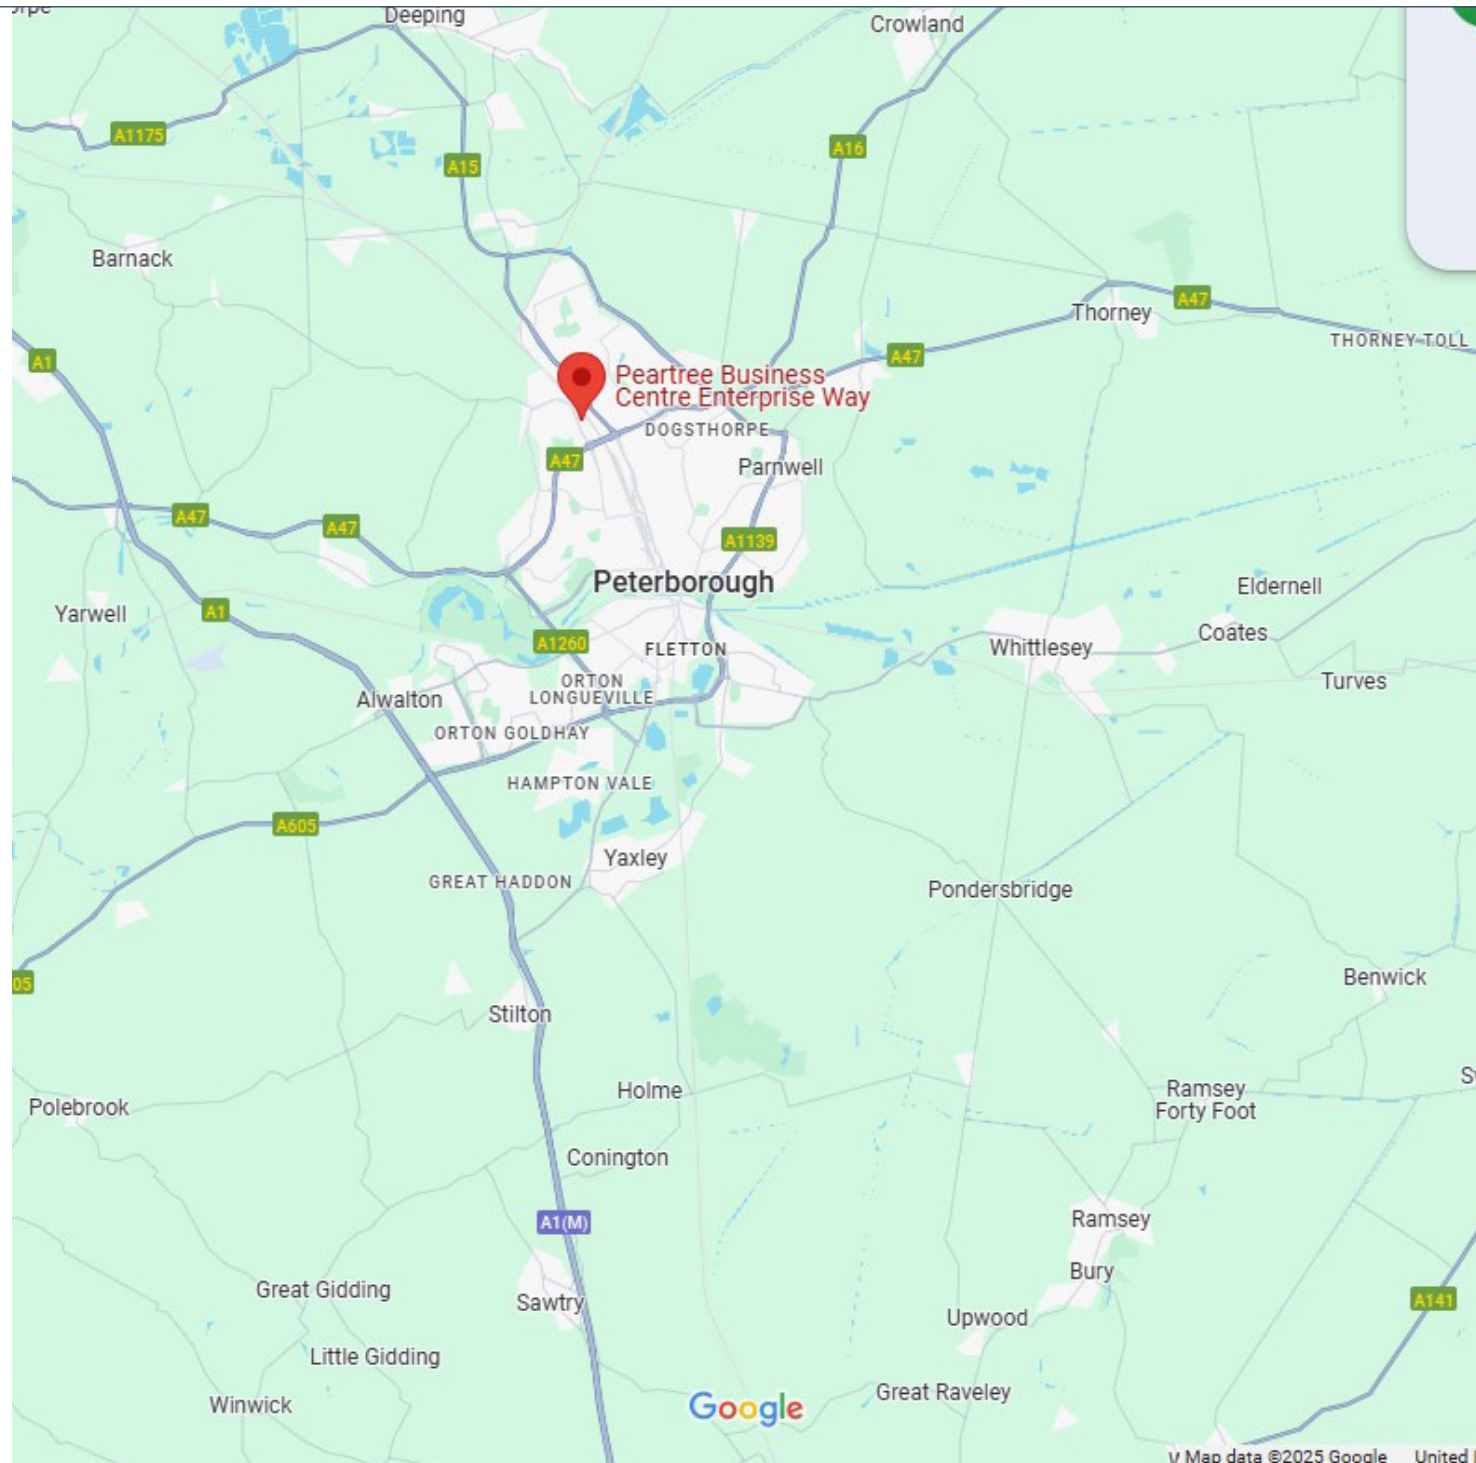 Deeping
Crowland
A1175
A15
A16
Barnack
Thorney
A47
THORNEY TOLL
A1
A47
Peartree Business
Centre Enterprise Way
DOGSTHORPE
A47
Parnwell
A47
A47
A1139
Peterborough
Eldernell
Yarwell
A1
A1260
FLETTON
Whittlesey
Coates
ORTON
LONGUEVILLE
Turves
Alwalton
ORTON GOLDHAY
HAMPTON VALE
A605
Yaxley
GREAT HADDON
Pondersbridge
05
Benwick
Stilton
Holme
Ramsey
Forty Foot
Polebrook
Conington
A1(M)
Ramsey
Bury
Great Gidding
Sawtry
A141
Upwood
Little Gidding
Great Raveley
Winwick
Google
Map data ©2025 Google United